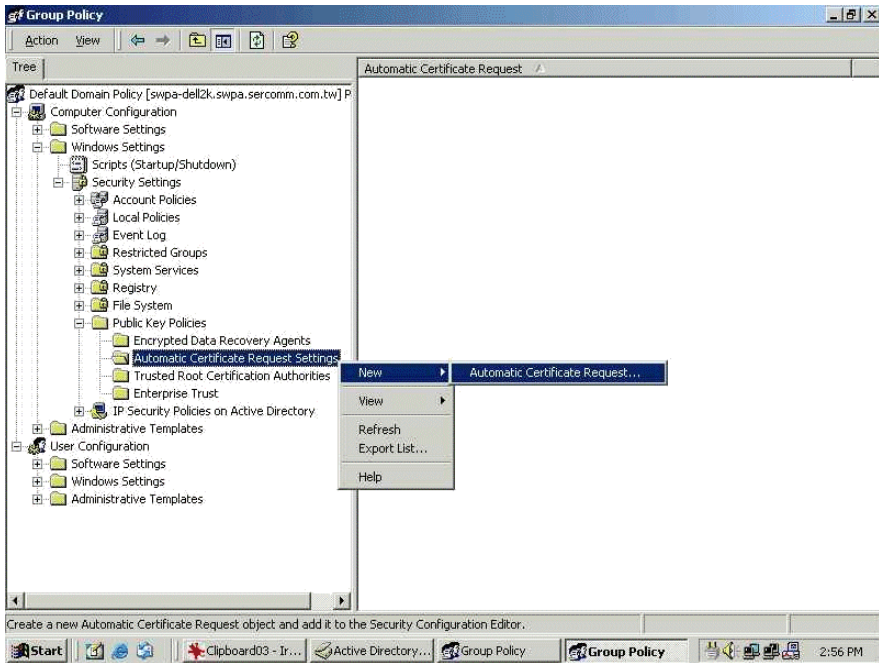 Group Policy
Action View
Tree
Automatic Certificate Request
Default Domain Policy [swpa-dell2k.swpa.sercomm.com.tw] P
Computer Configuration
Software Settings
Windows Settings
Scripts (Startup/Shutdown)
Security Settings
Account Policies
Local Policies
Event Log
Restricted Groups
System Services
Registry
File System
Public Key Policies
Encrypted Data Recovery Agents
Automatic Certificate Request Settings
Trusted Root Certification Authorities
Enterprise Trust
IP Security Policies on Active Directory
Administrative Templates
User Configuration
Software Settings
Windows Settings
Administrative Templates
New
Automatic Certificate Request...
View
Refresh
Export List...
Help
Create a new Automatic Certificate Request object and add it to the Security Configuration Editor.
Start
Clipboard03 - Ir...
Active Directory...
Group Policy
Group Policy
2:56 PM